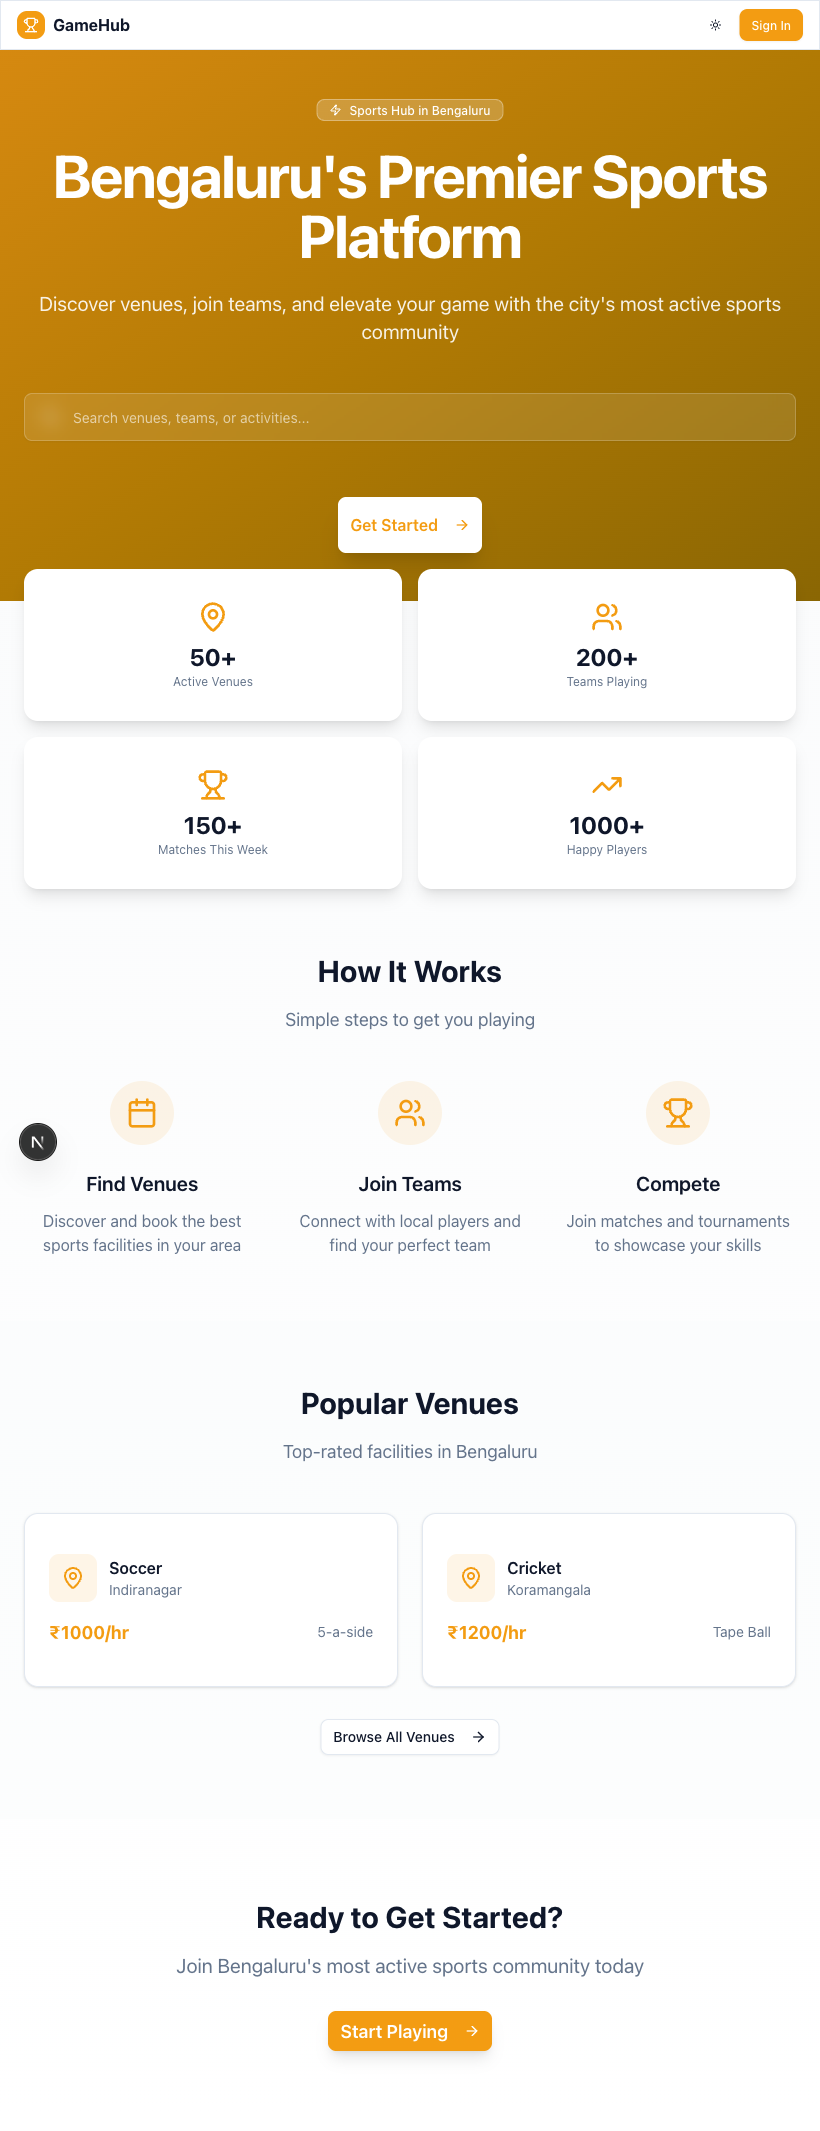 GameHub
Sign In
Sports Hub in Bengaluru
Bengaluru's Premier Sports
Platform
Discover venues, join teams, and elevate your game with the city's most active sports
community
Search venues, teams, or activities...
Get Started
50+
Active Venues
200+
Teams Playing
150+
Matches This Week
1000+
Happy Players
How It Works
Simple steps to get you playing
Find Venues
Discover and book the best
sports facilities in your area
Join Teams
Connect with local players and
find your perfect team
Compete
Join matches and tournaments
to showcase your skills
N
Popular Venues
Top-rated facilities in Bengaluru
Soccer
Indiranagar
₹1000/hr
5-a-side
Cricket
Koramangala
₹1200/hr
Tape Ball
Browse All Venues
Ready to Get Started?
Join Bengaluru's most active sports community today
Start Playing